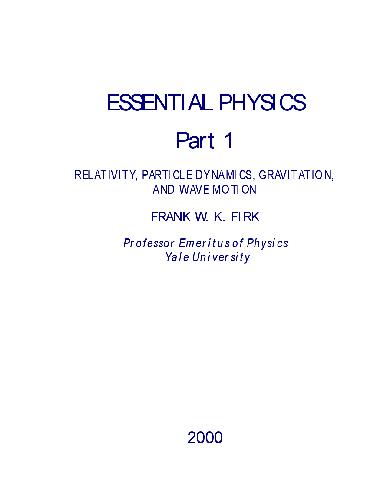 ESSENTIAL PHYSICS
Part 1
RELATIVITY, PARTICLE DYNAMICS, GRAVITATION,
AND WAVE MOTION
FRANK W. K. FIRK
Professor Emeritus of Physics
Yale University
2000